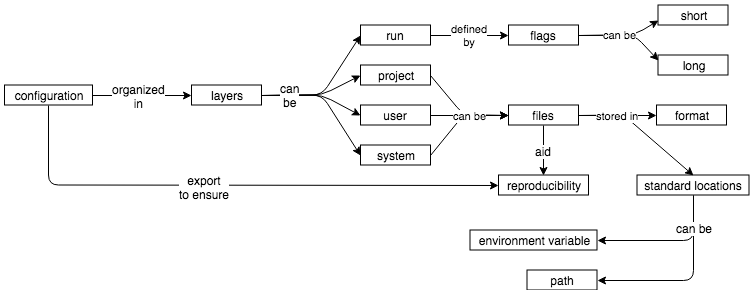 short
run
defined
by
flags
can be
long
project
configuration
organized
in
layers
can
be
user
can be
files
stored in
format
system
aid
export
to ensure
reproducibility
standard locations
can be
environment variable
path